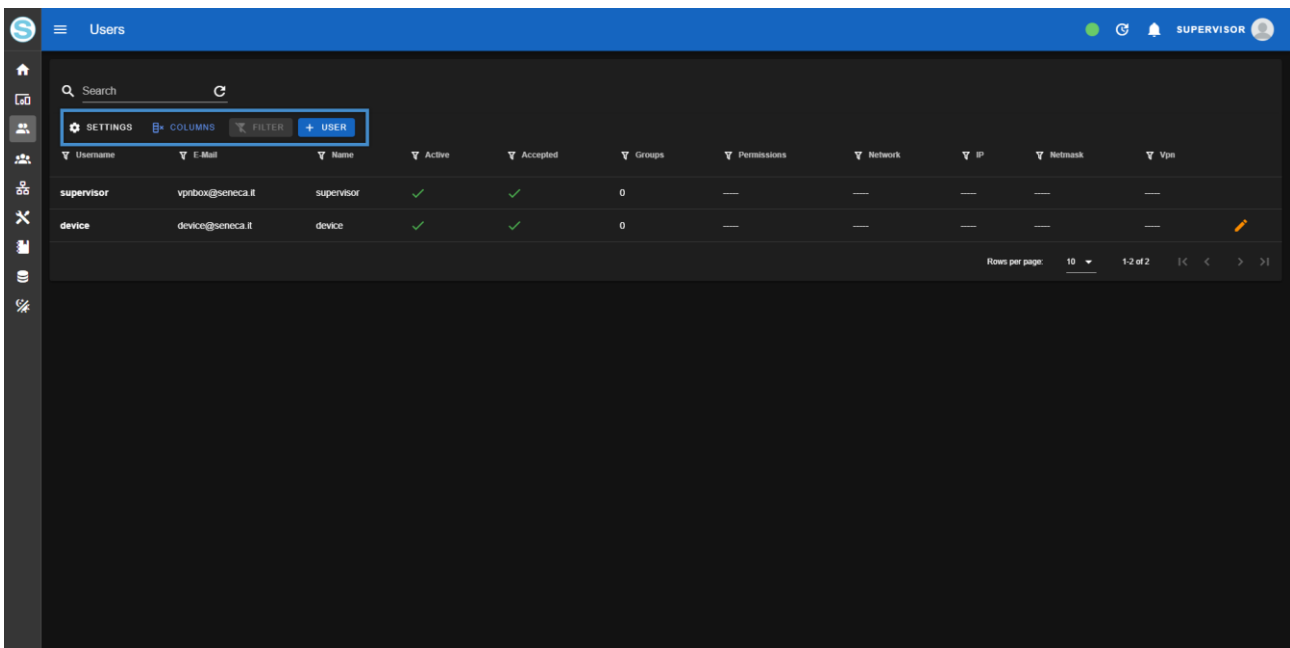 S Users SUPERVISOR
Search
SETTINGS COLUMNS FILTER + USER
Username E-Mail Name Active Accepted Groups Permissions Network IP Netmask Vpn
supervisor vpnbox@seneca.it supervisor 0 — — — — —
device device@seneca.it device 0 — — — — —
Rows per page: 10 1-2 of 2